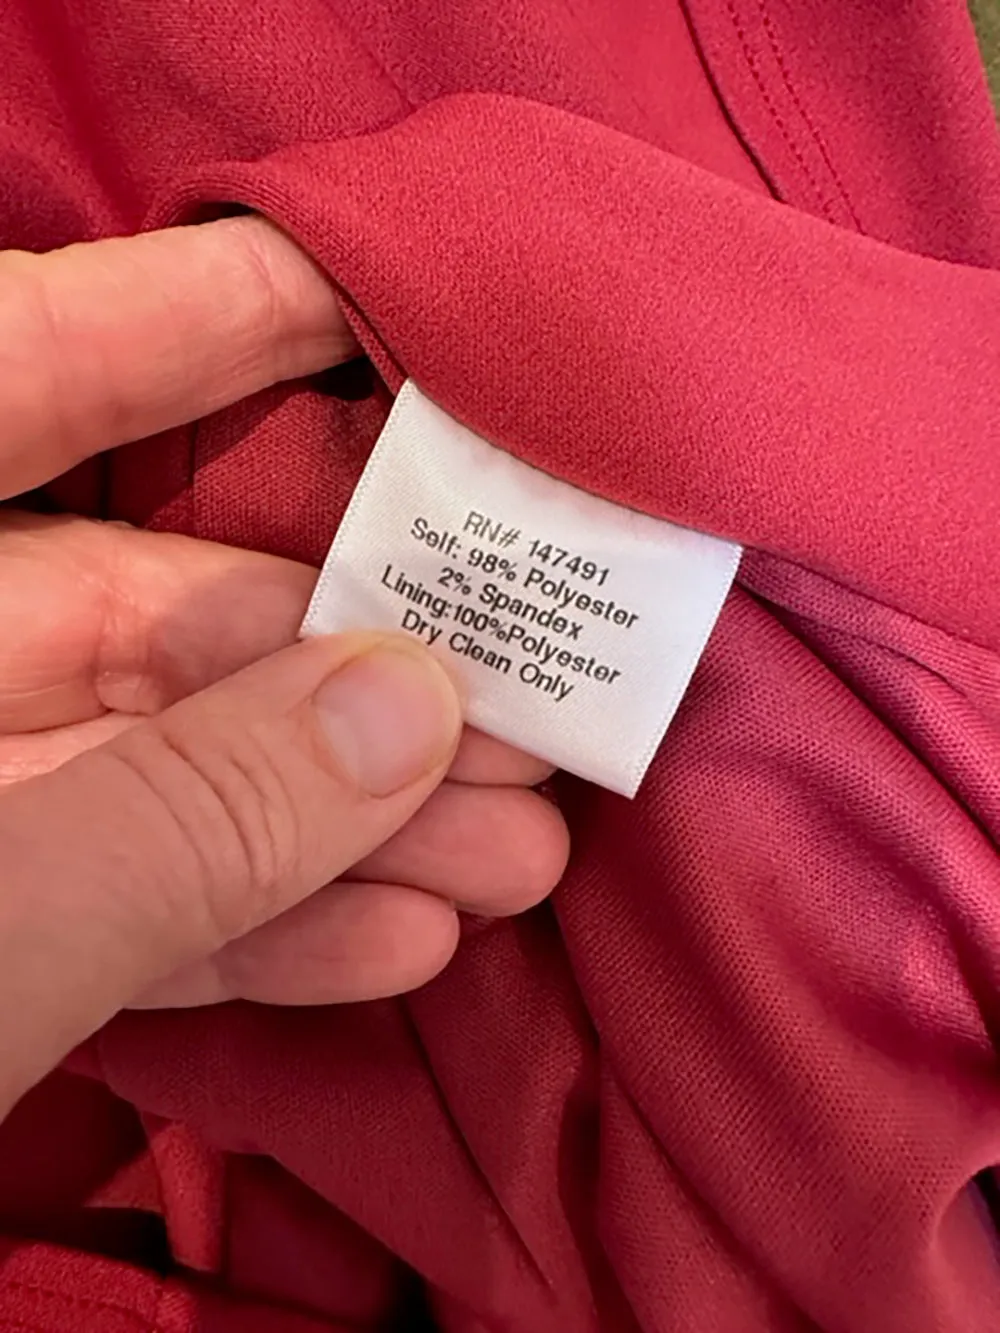 RN# 147491
Self: 98% Polyester
2% Spandex
Lining:100%Polyester
Dry Clean Only